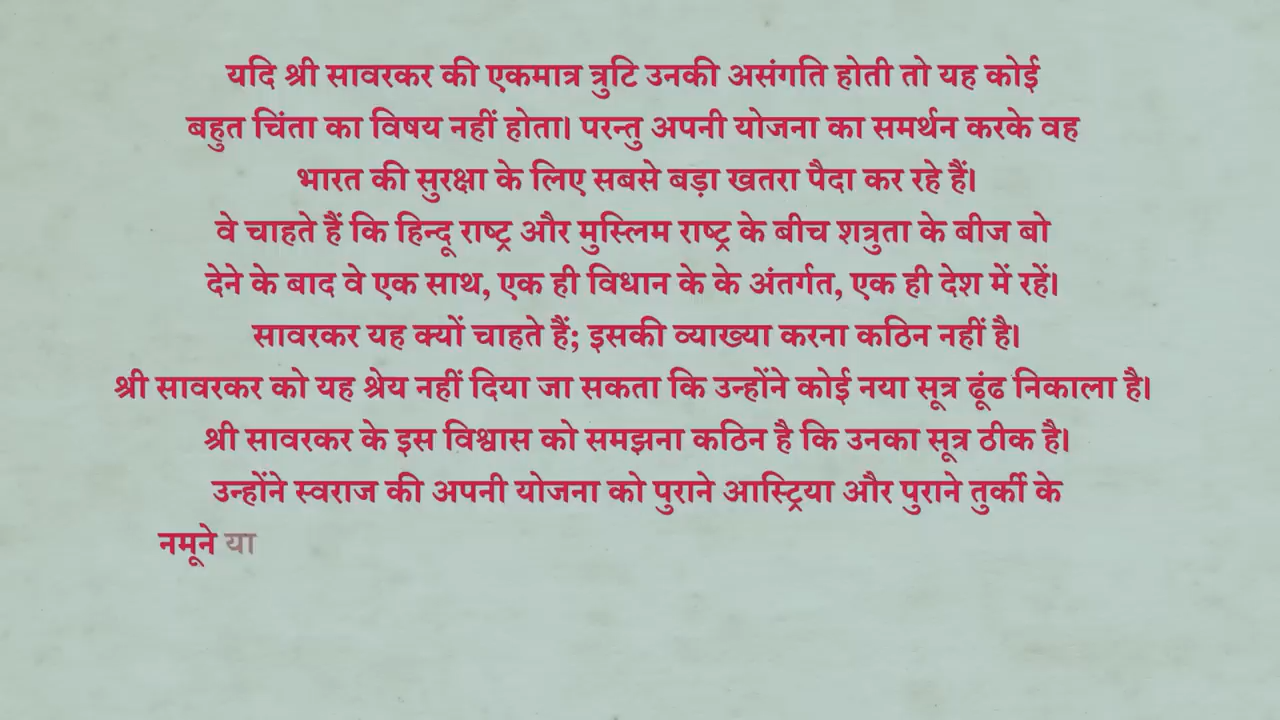 यदि श्री सावरकर की एकमात्र त्रुटि उनकी असंगति होती तो यह कोई
बहुत चिंता का विषय नहीं होता। परन्तु अपनी योजना का समर्थन करके वह
भारत की सुरक्षा के लिए सबसे बड़ा खतरा पैदा कर रहे हैं।
वे चाहते हैं कि हिन्दू राष्ट्र और मुस्लिम राष्ट्र के बीच शत्रुता के बीज बो
देने के बाद वे एक साथ, एक ही विधान के के अंतर्गत, एक ही देश में रहें।
सावरकर यह क्यों चाहते हैं; इसकी व्याख्या करना कठिन नहीं है।
श्री सावरकर को यह श्रेय नहीं दिया जा सकता कि उन्होंने कोई नया सूत्र ढूंढ निकाला है।
श्री सावरकर के इस विश्वास को समझना कठिन है कि उनका सूत्र ठीक है।
उन्होंने स्वराज की अपनी योजना को पुराने आस्ट्रिया और पुराने तुर्की के
नमूने या